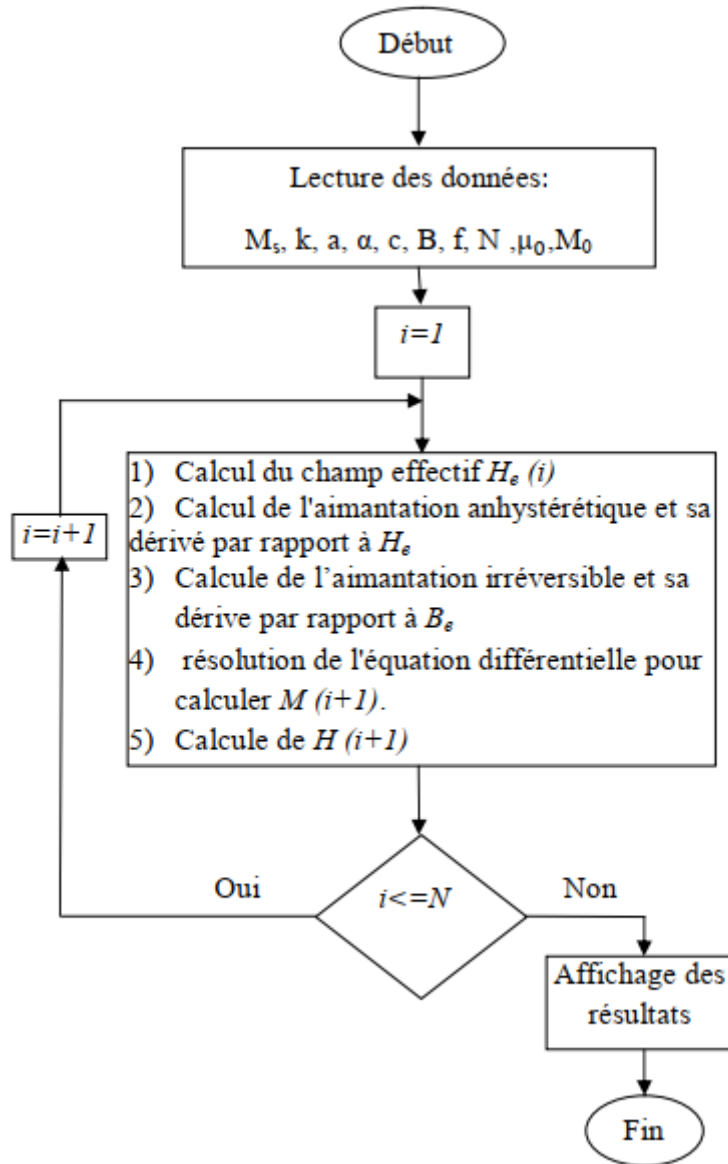 Début
Lecture des données:
Mₛ, k, a, α, c, B, f, N ,μ₀,M₀
i=1
1) Calcul du champ effectif Hₑ (i)
2) Calcul de l'aimantation anhystérétique et sa
dérivé par rapport à Hₑ
3) Calcule de l’aimantation irréversible et sa
dérive par rapport à Bₑ
4) résolution de l'équation différentielle pour
calculer M (i+1).
5) Calcule de H (i+1)
i=i+1
i<=N
Oui
Non
Affichage des
résultats
Fin